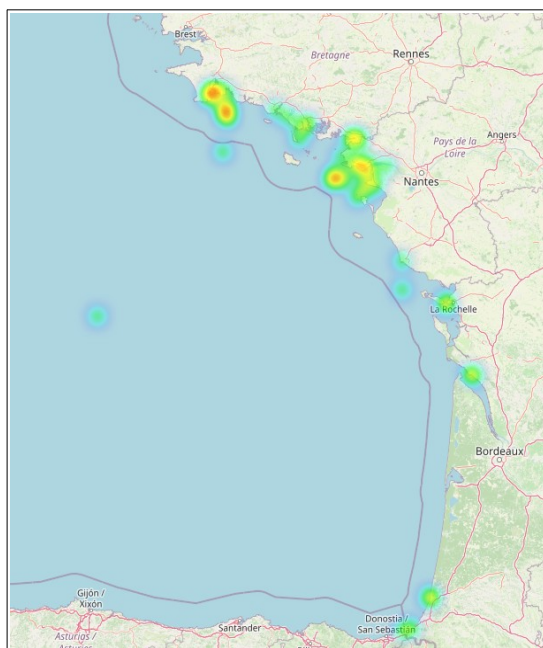 Brest
Bretagne
Rennes
Angers
Pays de la
Loire
Nantes
La Rochelle
Bordeaux
Gijón /
Xixón
Donostia /
San Sebastián
Santander
Asturias /